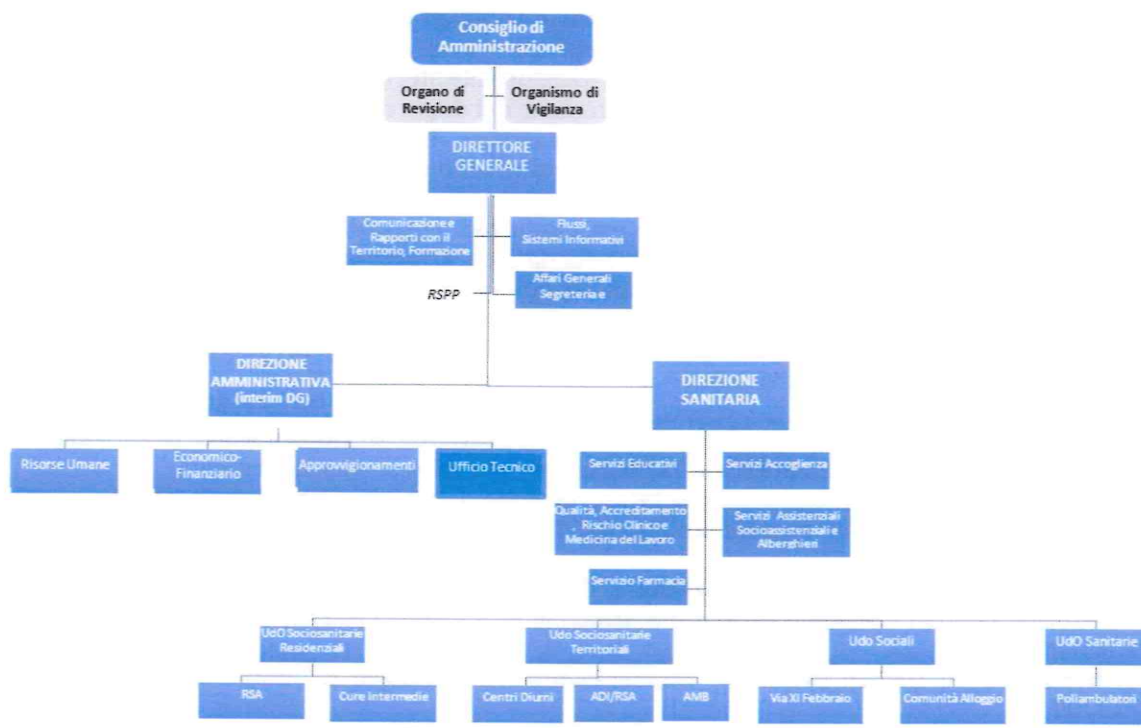 Consiglio di
Amministrazione
Organo di
Revisione
Organismo di
Vigilanza
DIRETTORE
GENERALE
Comunicazione e
Rapporti con il
Territorio, Formazione
Flussi,
Sistemi Informativi
RSPP
Affari Generali
Segreteria e
DIREZIONE
AMMINISTRATIVA
(interim DG)
DIREZIONE
SANITARIA
Risorse Umane
Economico-
Finanziario
Approvvigionamenti
Ufficio Tecnico
Servizi Educativi
Servizi Accoglienza
Qualità, Accreditamento
, Rischio Clinico e
Medicina del Lavoro
Servizi Assistenziali
Socioassistenziali e
Alberghieri
Servizio Farmacia
UdO Sociosanitarie
Residenziali
Udo Sociosanitarie
Territoriali
Udo Sociali
UdO Sanitarie
RSA
Cure Intermedie
Centri Diurni
ADI/RSA
AMB
Via XI Febbraio
Comunità Alloggio
Poliambulatori